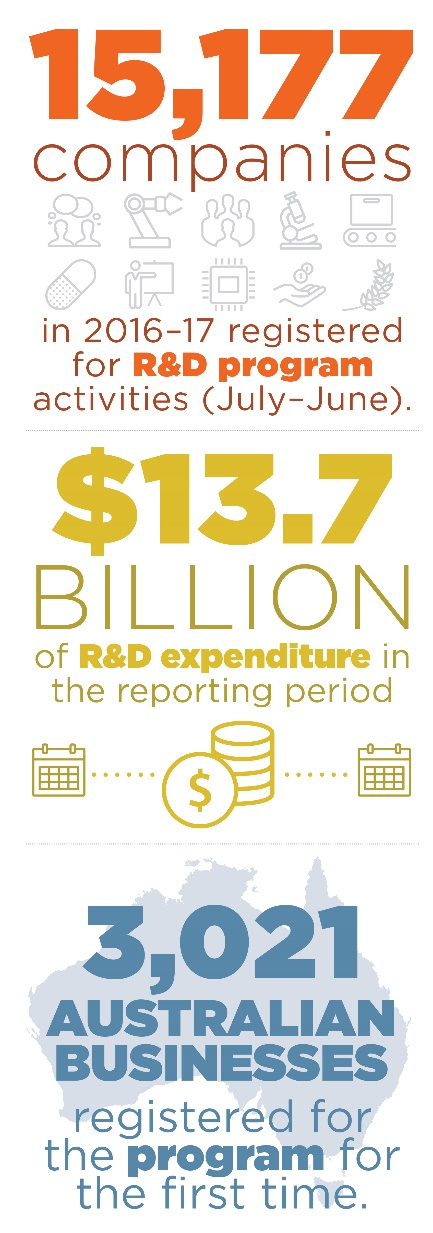 15,177
companies
in 2016–17 registered
for R&D program
activities (July–June).
$13.7
BILLION
of R&D expenditure in
the reporting period
$
3,021
AUSTRALIAN
BUSINESSES
registered for
the program for
the first time.